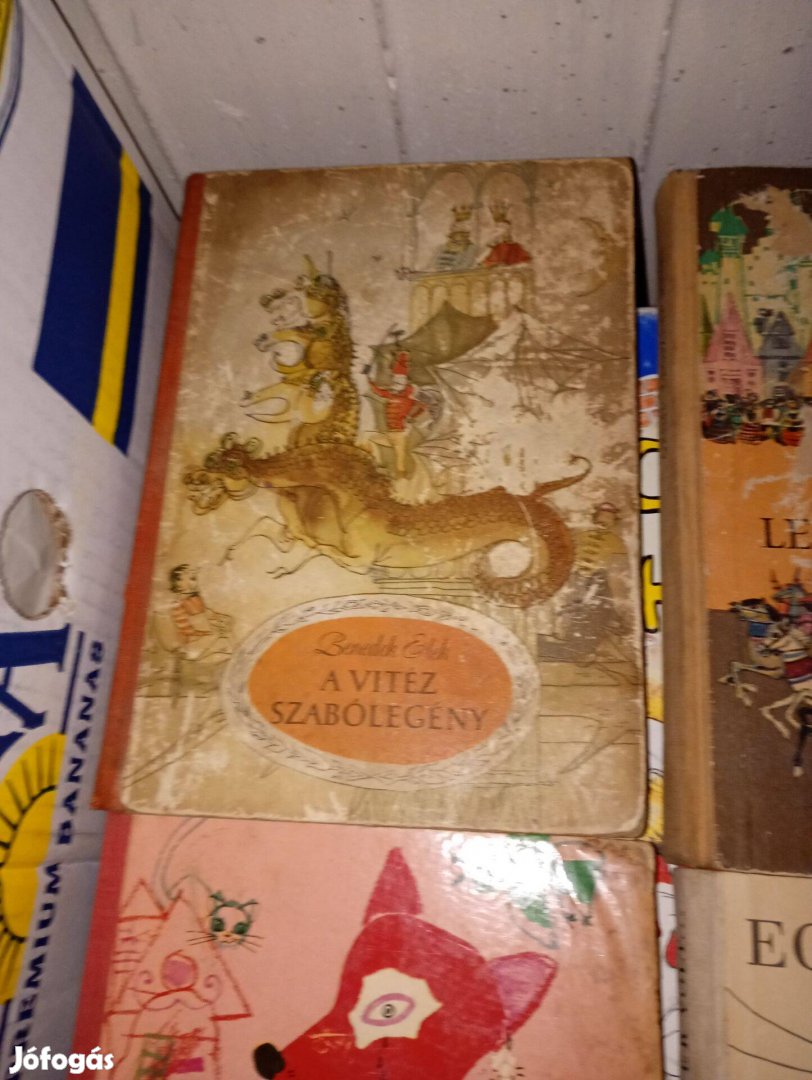 Benedek Elek
A VITÉZ
SZABÓLEGÉNY
LE
EG
PREMIUM BANANAS
Jófogás